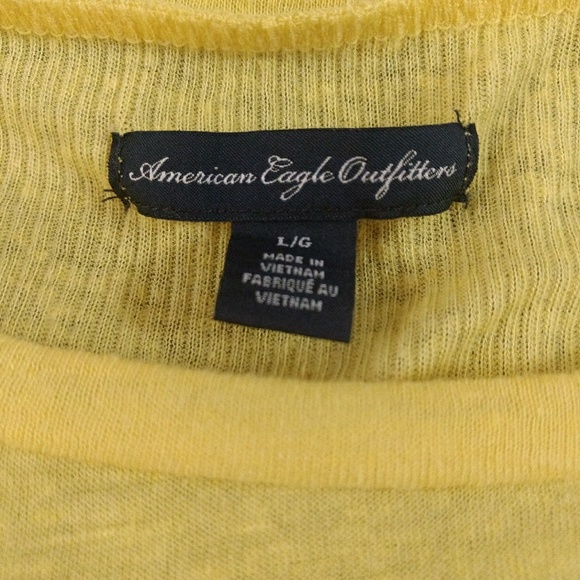 American Eagle Outfitters
L/G
MADE IN
VIETNAM
FABRIQUÉ AU
VIETNAM